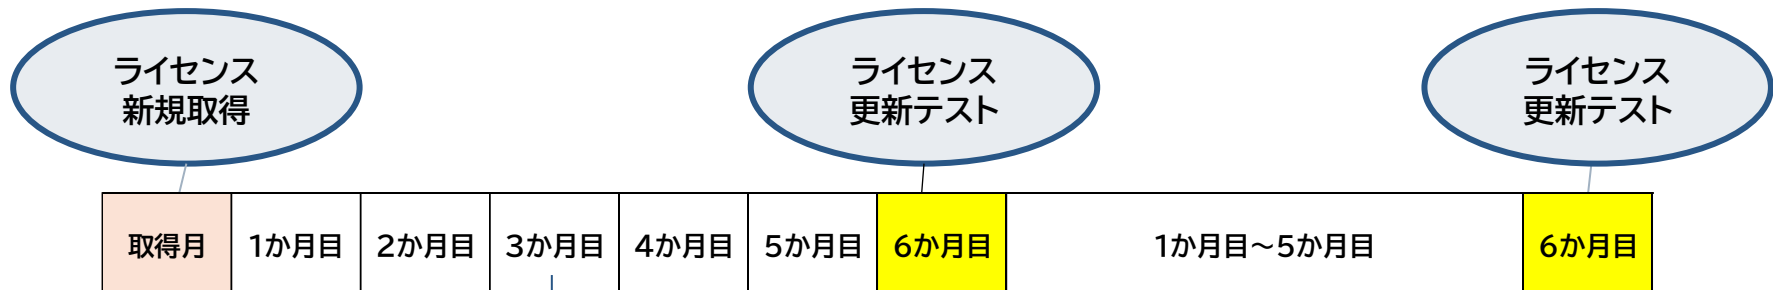 ライセンス
新規取得
ライセンス
更新テスト
ライセンス
更新テスト
取得月 1か月目 2か月目 3か月目 4か月目 5か月目 6か月目 1か月目～5か月目 6か月目